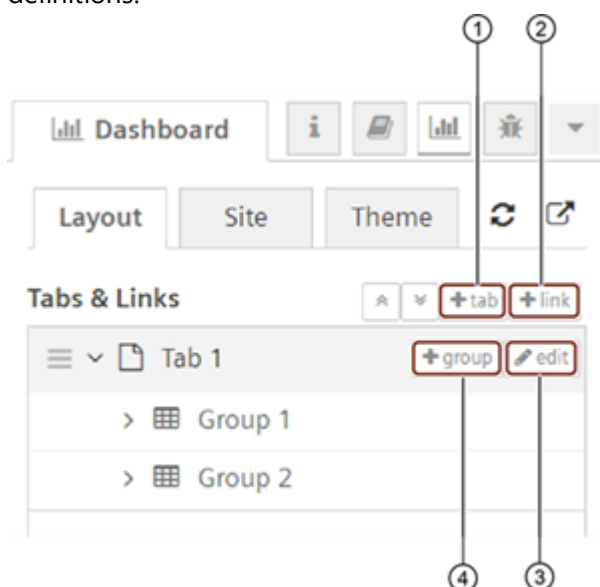 definitions.
1 2
Dashboard i
Layout Site Theme
Tabs & Links +tab +link
Tab 1 +group edit
Group 1
Group 2
4 3